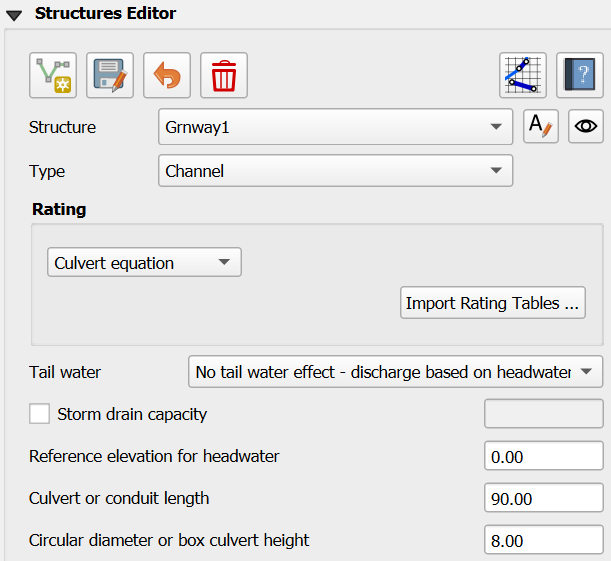 Structures Editor
?
Structure Grnway1 A
Type Channel
Rating
Culvert equation
Import Rating Tables ...
Tail water No tail water effect - discharge based on headwater
Storm drain capacity
Reference elevation for headwater 0.00
Culvert or conduit length 90.00
Circular diameter or box culvert height 8.00